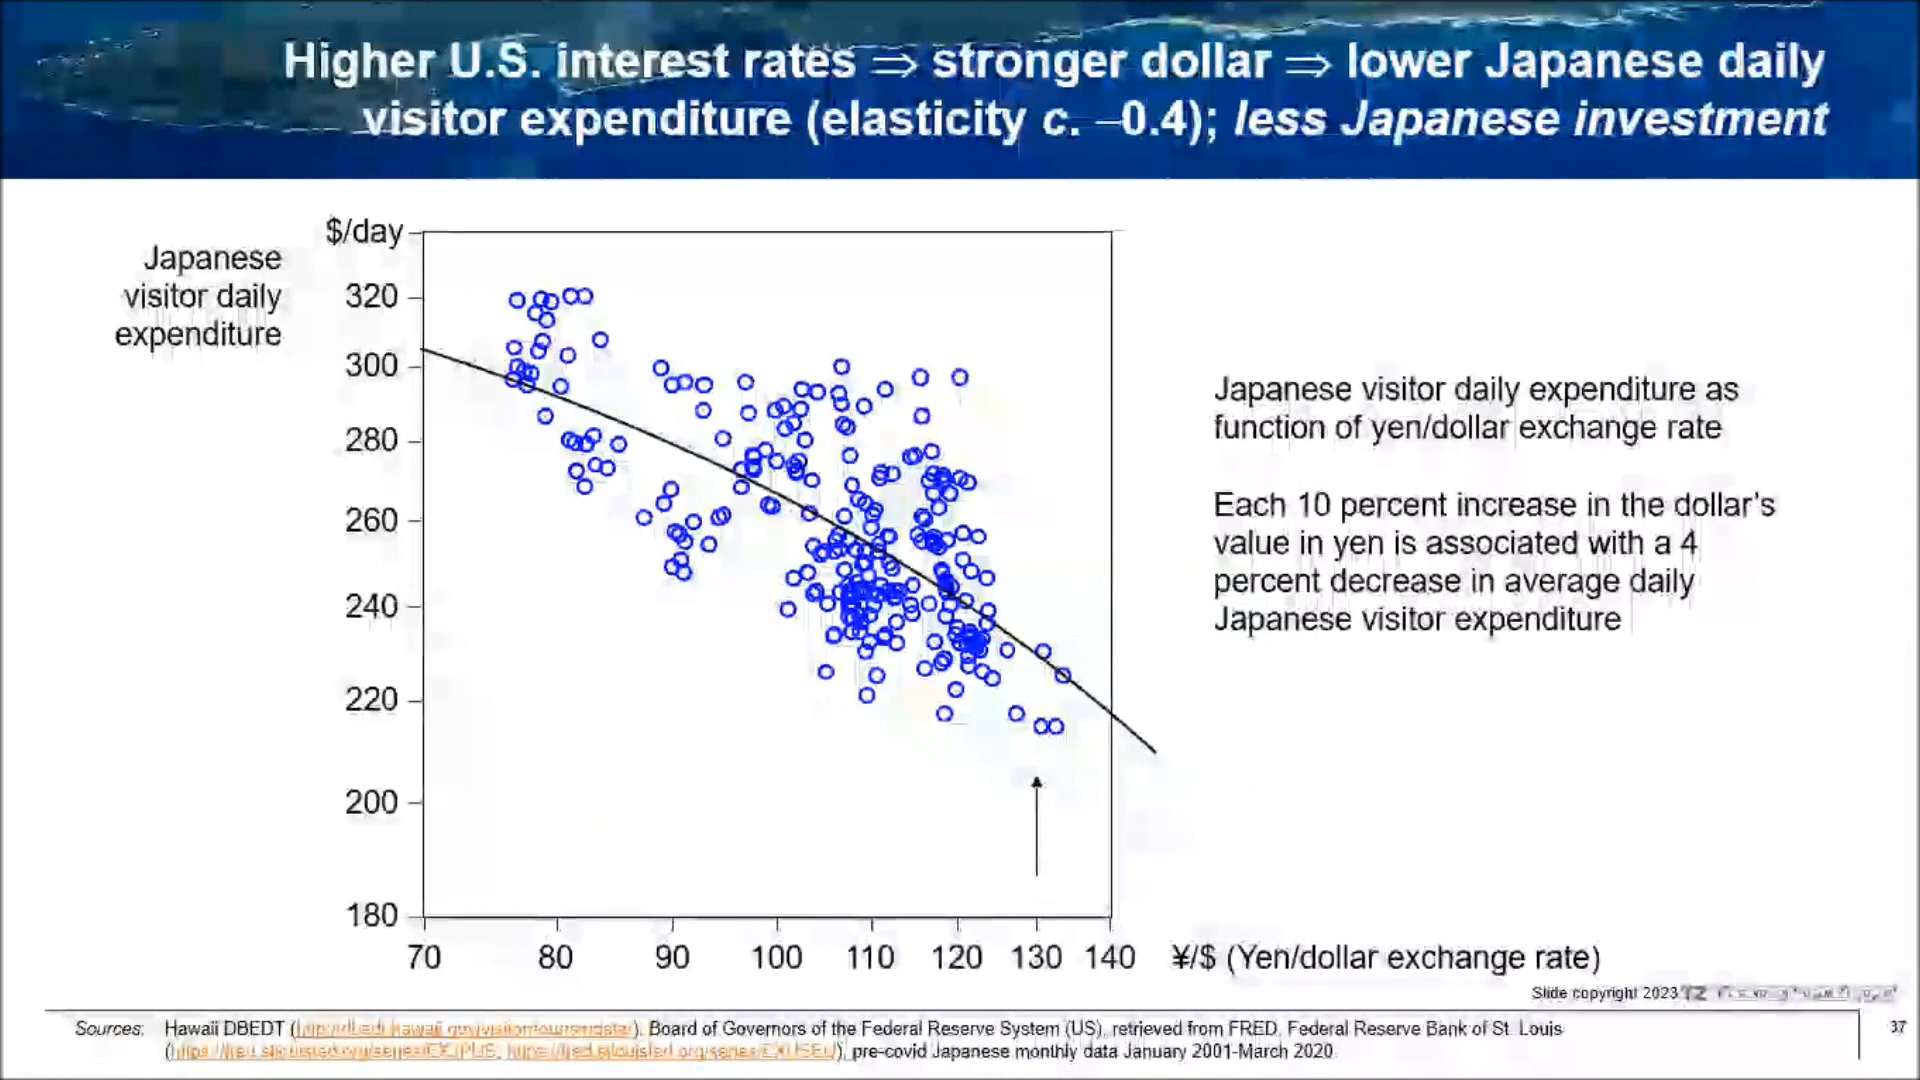 Higher U.S. interest rates ⇒ stronger dollar ⇒ lower Japanese daily
visitor expenditure (elasticity c. –0.4); less Japanese investment
$/day
Japanese
visitor daily
expenditure
320
300
280
260
240
220
200
180
70 80 90 100 110 120 130 140 ¥/$ (Yen/dollar exchange rate)
Japanese visitor daily expenditure as
function of yen/dollar exchange rate
Each 10 percent increase in the dollar's
value in yen is associated with a 4
percent decrease in average daily
Japanese visitor expenditure
Slide copyright 2023 TZ
Sources: Hawaii DBEDT ( ), Board of Governors of the Federal Reserve System (US), retrieved from FRED, Federal Reserve Bank of St. Louis
( ), pre-covid Japanese monthly data January 2001-March 2020.
37